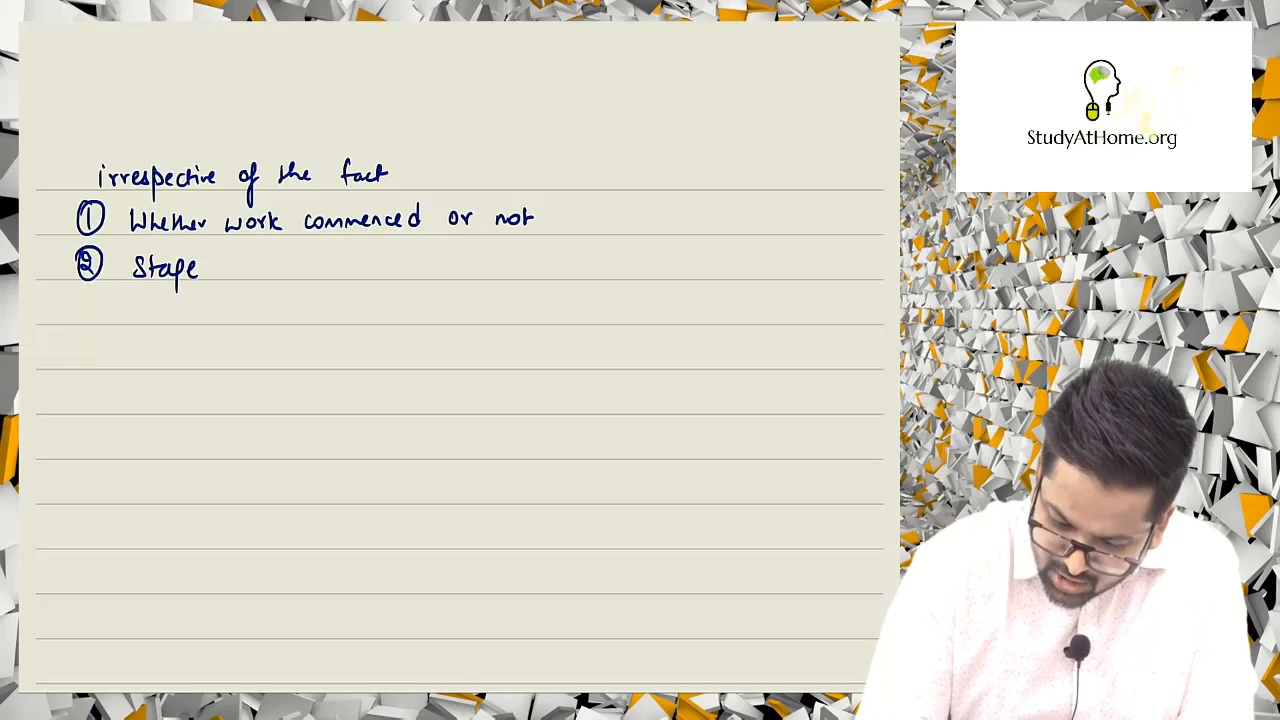 irrespective of the fact
① Whether work commenced or not
② Stage
StudyAtHome.org